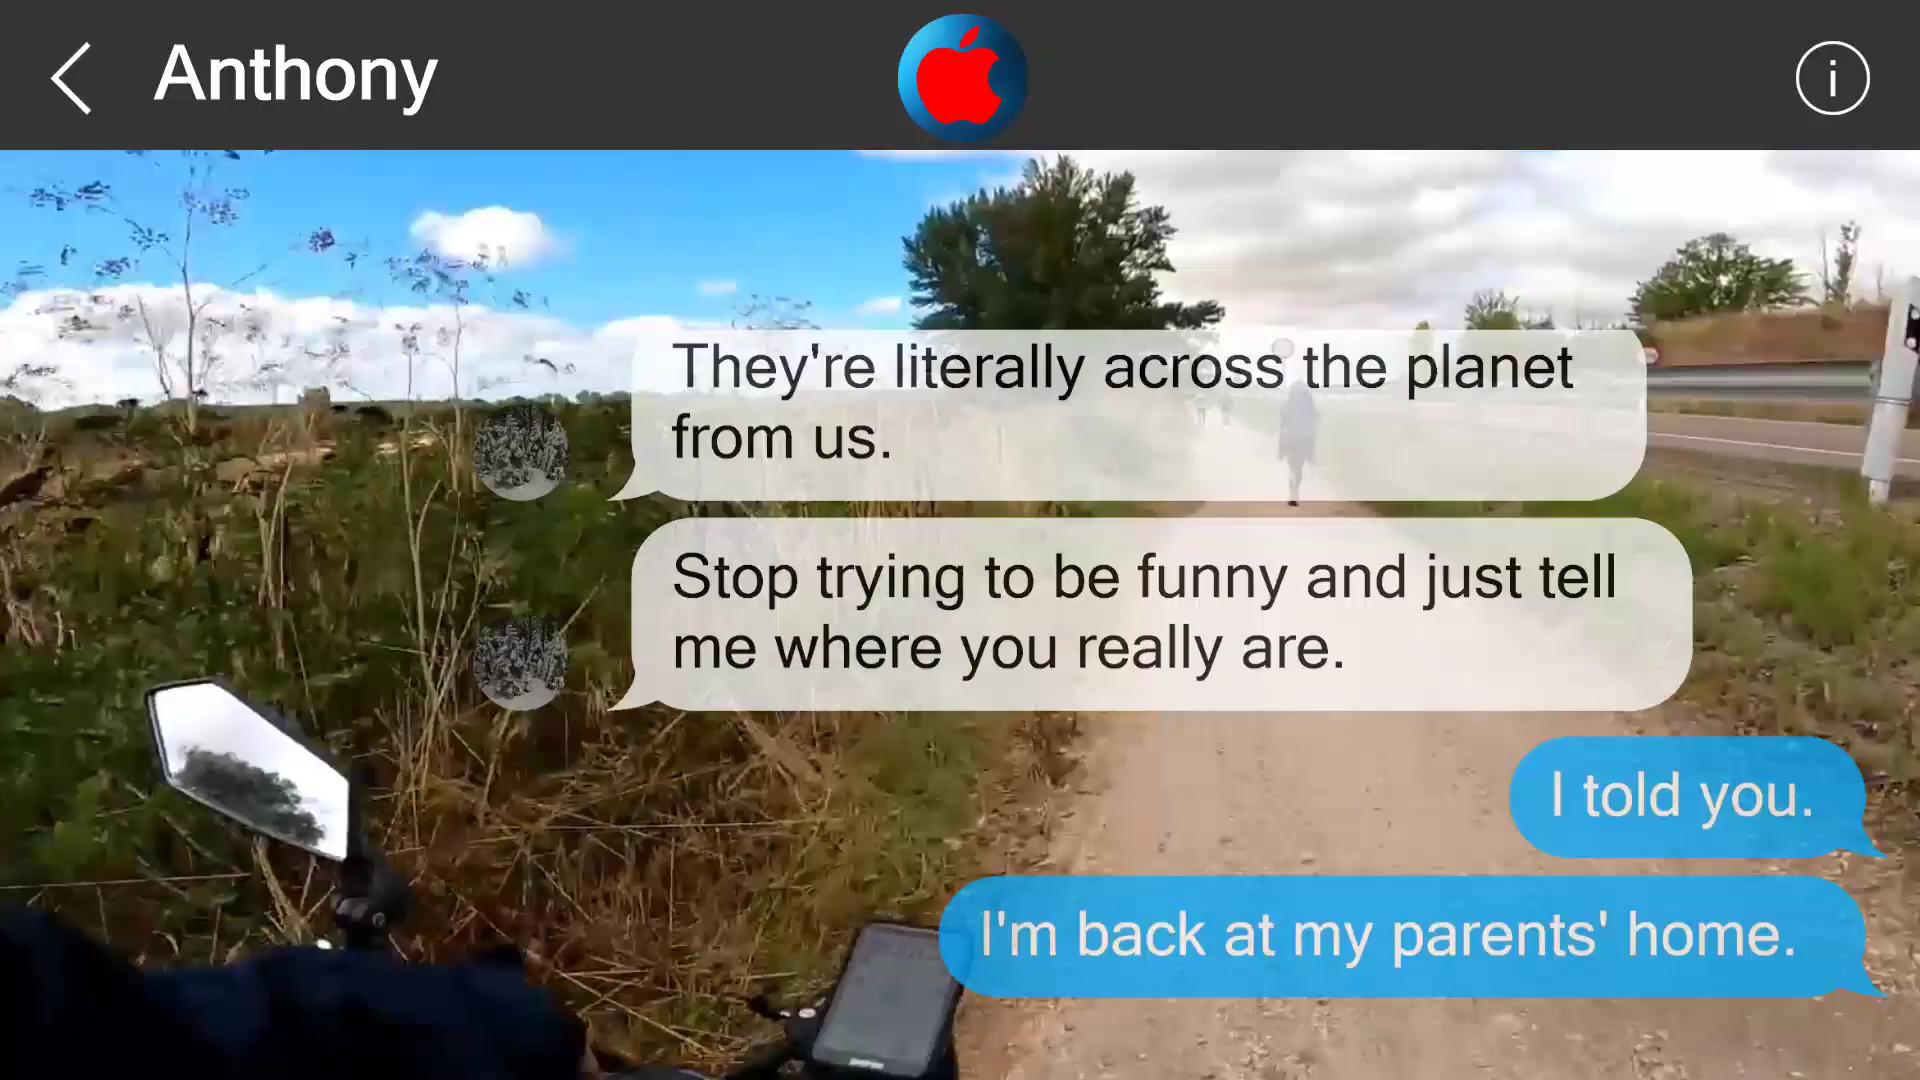 Anthony
They're literally across the planet
from us.
Stop trying to be funny and just tell
me where you really are.
I told you.
I'm back at my parents' home.